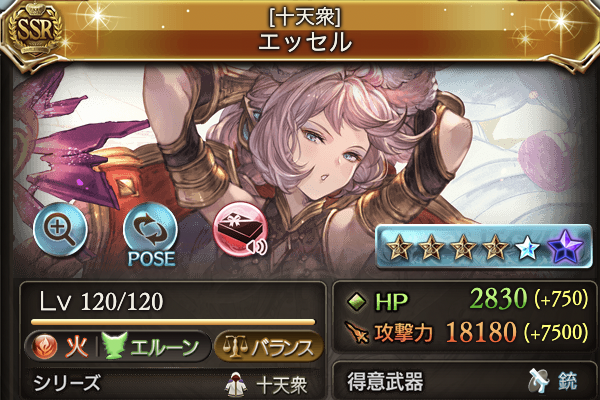 SSR
[十天衆]
エッセル
POSE
Lv 120/120
火 エルーン バランス
シリーズ 十天衆
HP 2830 (+750)
攻撃力 18180 (+7500)
得意武器 銃